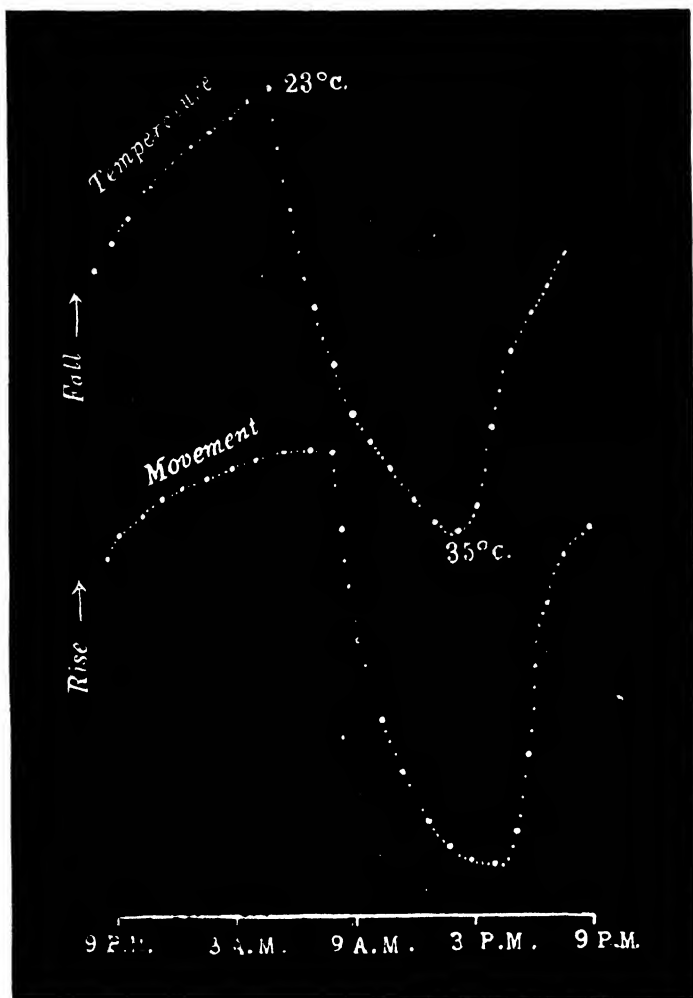 Temperature
23°C.
Fall →
Movement
35°C.
Rise →
9 P.M. 3 A.M. 9 A.M. 3 P.M. 9 P.M.